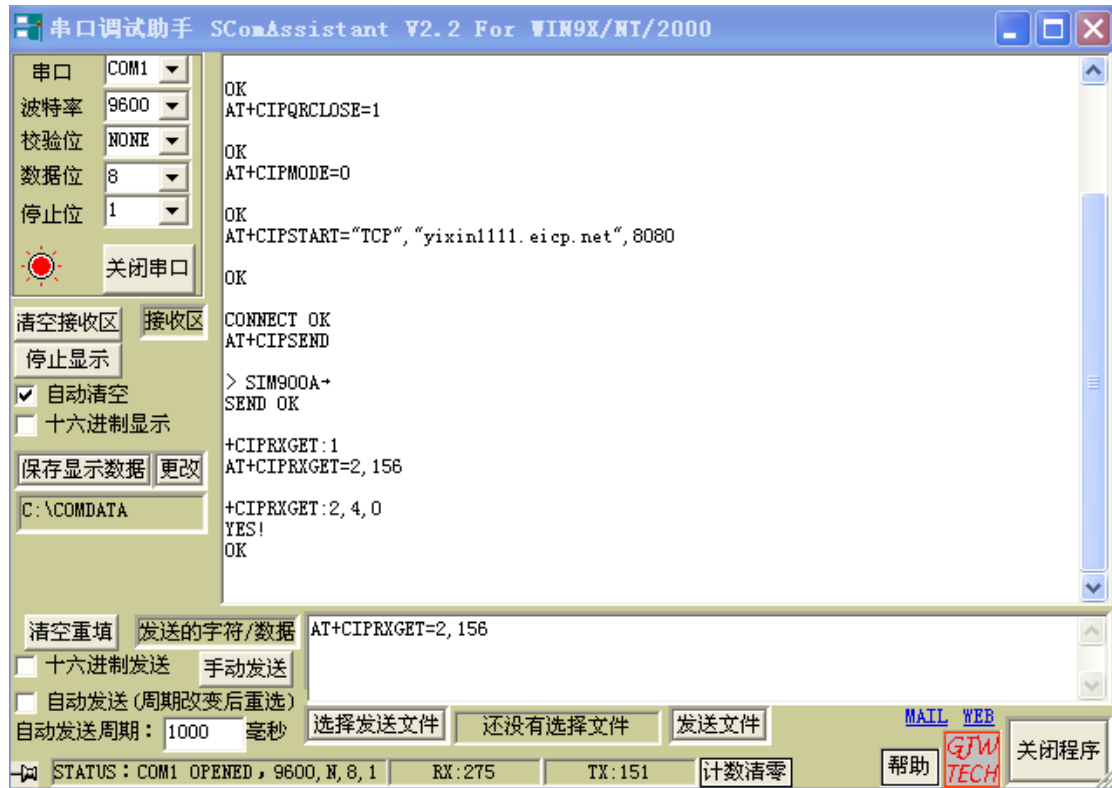 串口调试助手 SComAssistant V2.2 For WIN9X/NT/2000
串口 COM1
波特率 9600
校验位 NONE
数据位 8
停止位 1
关闭串口
清空接收区 接收区
停止显示
自动清空
十六进制显示
保存显示数据 更改
C:\COMDATA
OK
AT+CIPQRCLOSE=1
OK
AT+CIPMODE=0
OK
AT+CIPSTART="TCP","yixin1111.eicp.net",8080
OK
CONNECT OK
AT+CIPSEND
> SIM900A→
SEND OK
+CIPRXGET:1
AT+CIPRXGET=2,156
+CIPRXGET:2,4,0
YES!
OK
清空重填 发送的字符/数据 AT+CIPRXGET=2,156
十六进制发送 手动发送
自动发送(周期改变后重选)
自动发送周期：1000 毫秒 选择发送文件 还没有选择文件 发送文件
MAIL WEB
STATUS：COM1 OPENED，9600,N,8,1 RX:275 TX:151 计数清零 帮助
GJW
TECH
关闭程序